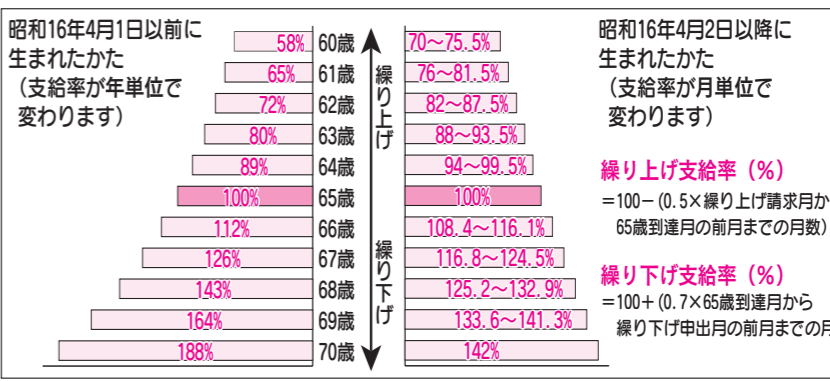 昭和16年4月1日以前に
生まれたかた
(支給率が年単位で
変わります)
58% 60歳 70～75.5%
65% 61歳 76～81.5%
72% 62歳 82～87.5%
80% 63歳 88～93.5%
89% 64歳 94～99.5%
100% 65歳 100%
112% 66歳 108.4～116.1%
126% 67歳 116.8～124.5%
143% 68歳 125.2～132.9%
164% 69歳 133.6～141.3%
188% 70歳 142%
繰り上げ
繰り下げ
昭和16年4月2日以降に
生まれたかた
(支給率が月単位で
変わります)
繰り上げ支給率(%)
＝100－(0.5×繰り上げ請求月か
65歳到達月の前月までの月数)
繰り下げ支給率(%)
＝100＋(0.7×65歳到達月から
繰り下げ申出月の前月までの月